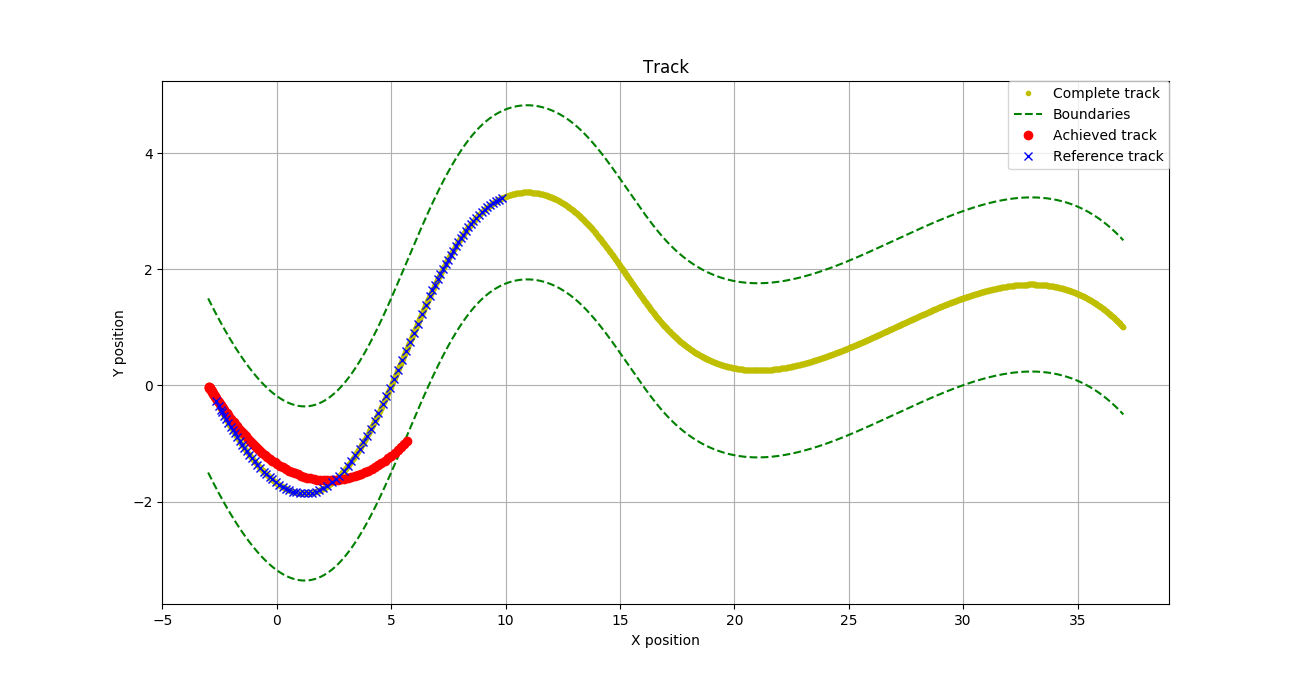 Track
Complete track
Boundaries
Achieved track
Reference track
Y position
4
2
0
−2
−5
0
5
10
15
20
25
30
35
X position